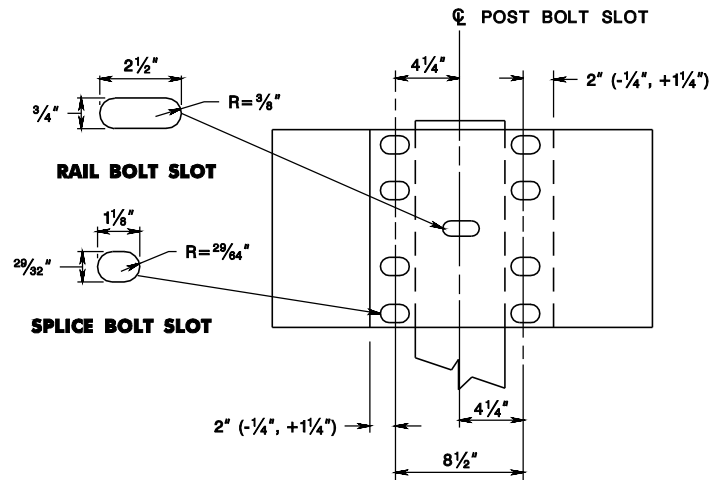 ℄ POST BOLT SLOT
2½"
4¼"
2" (-¼", +1¼")
¾"
R=⅜"
RAIL BOLT SLOT
1⅛"
29/32"
R=29/64"
SPLICE BOLT SLOT
4¼"
2" (-¼", +1¼")
8½"